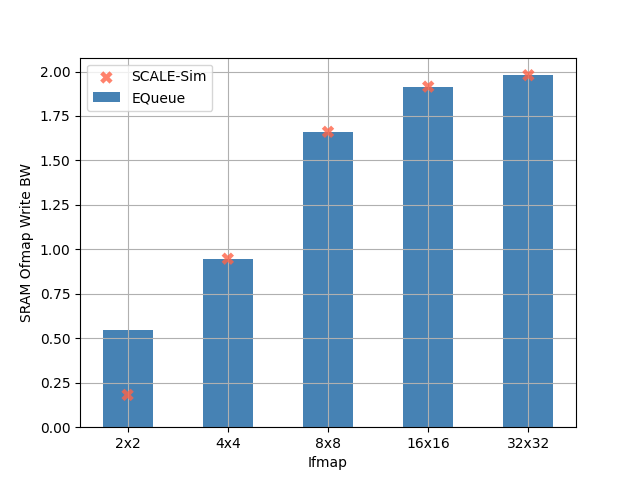 SCALE-Sim
EQueue
2.00
1.75
1.50
1.25
1.00
0.75
0.50
0.25
0.00
SRAM Ofmap Write BW
2x2 4x4 8x8 16x16 32x32
Ifmap